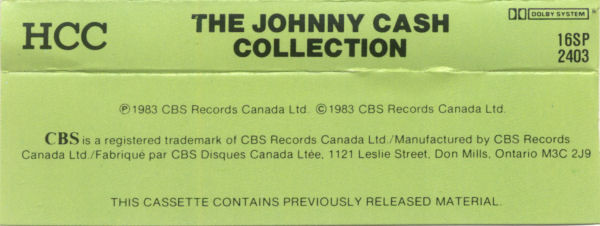 HCC
THE JOHNNY CASH
COLLECTION
DOLBY SYSTEM
16SP
2403
℗1983 CBS Records Canada Ltd. ©1983 CBS Records Canada Ltd.
CBS is a registered trademark of CBS Records Canada Ltd./Manufactured by CBS Records
Canada Ltd./Fabriqué par CBS Disques Canada Ltée, 1121 Leslie Street, Don Mills, Ontario M3C 2J9
THIS CASSETTE CONTAINS PREVIOUSLY RELEASED MATERIAL.